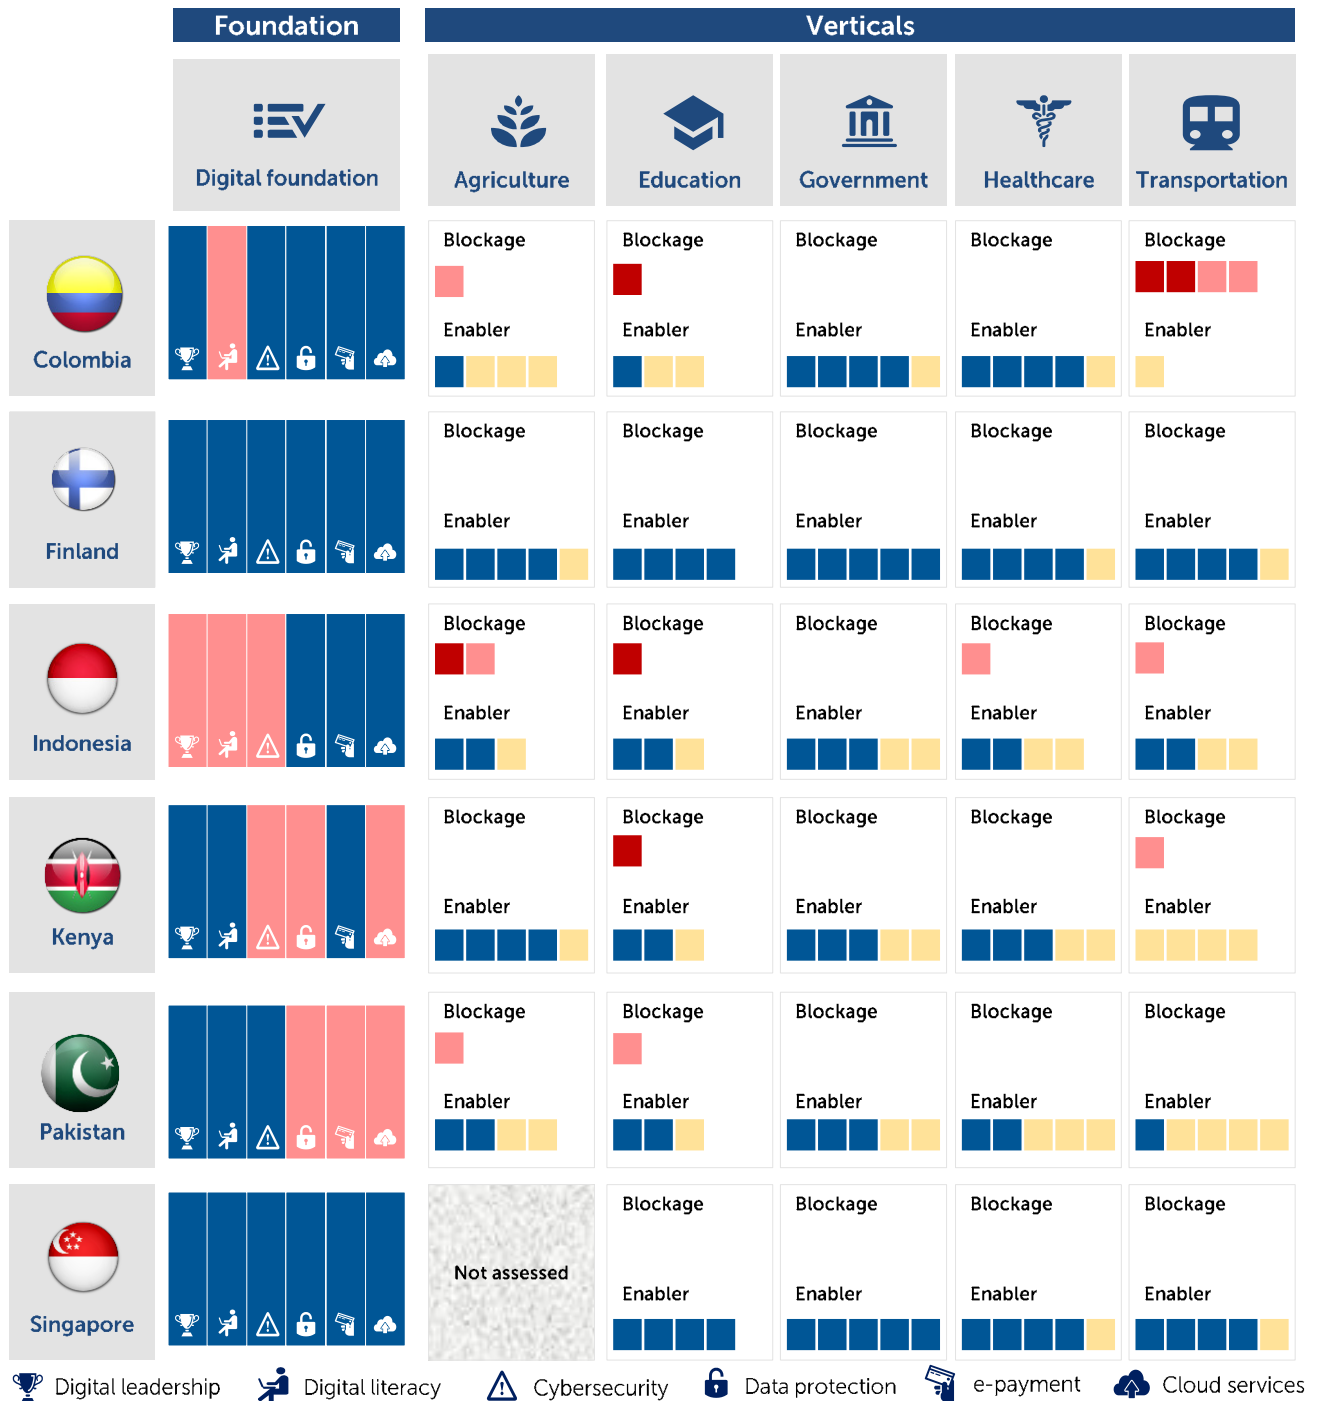 Foundation
Verticals
Digital foundation
Agriculture
Education
Government
Healthcare
Transportation
Colombia
Blockage
Blockage
Blockage
Blockage
Blockage
Enabler
Enabler
Enabler
Enabler
Enabler
Finland
Blockage
Blockage
Blockage
Blockage
Blockage
Enabler
Enabler
Enabler
Enabler
Enabler
Indonesia
Blockage
Blockage
Blockage
Blockage
Blockage
Enabler
Enabler
Enabler
Enabler
Enabler
Kenya
Blockage
Blockage
Blockage
Blockage
Blockage
Enabler
Enabler
Enabler
Enabler
Enabler
Pakistan
Blockage
Blockage
Blockage
Blockage
Blockage
Enabler
Enabler
Enabler
Enabler
Enabler
Singapore
Not assessed
Blockage
Blockage
Blockage
Blockage
Enabler
Enabler
Enabler
Enabler
Digital leadership
Digital literacy
Cybersecurity
Data protection
e-payment
Cloud services